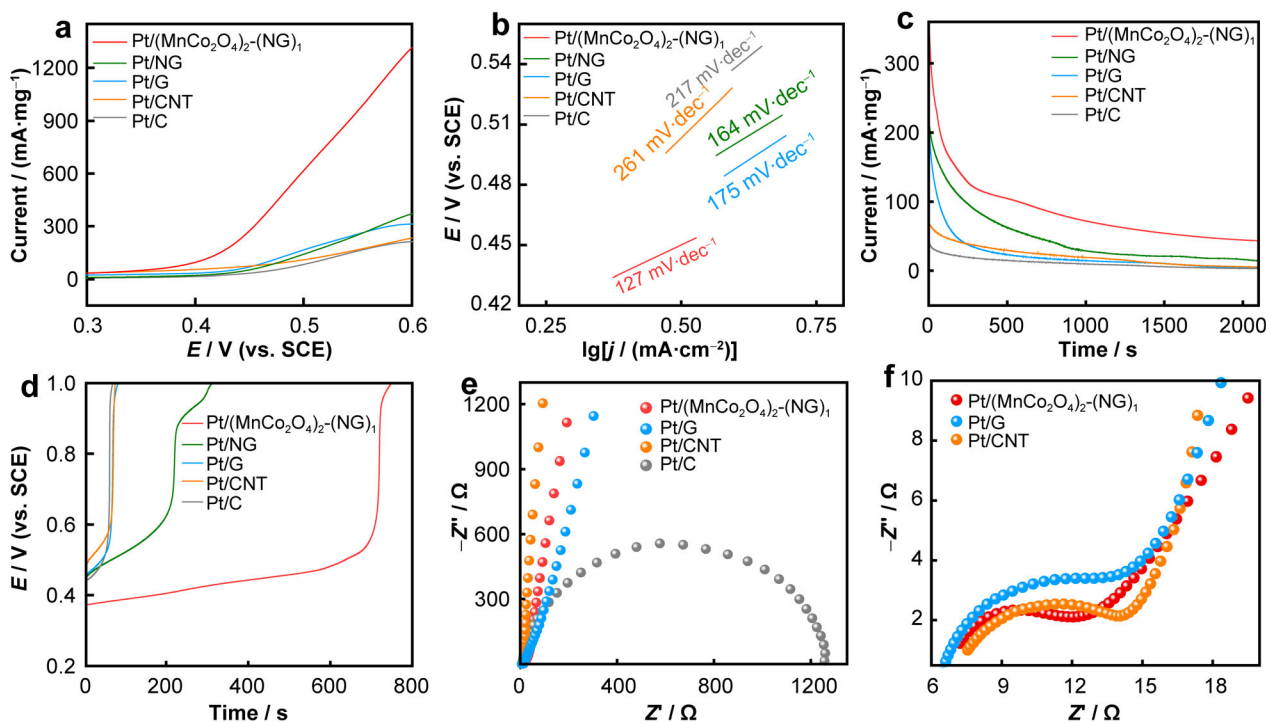 a
Pt/(MnCo₂O₄)₂-(NG)₁
Pt/NG
Pt/G
Pt/CNT
Pt/C
1200
900
600
300
0
Current / (mA·mg⁻¹)
0.3 0.4 0.5 0.6
E / V (vs. SCE)
b
Pt/(MnCo₂O₄)₂-(NG)₁
Pt/NG
Pt/G
Pt/CNT
Pt/C
217 mV·dec⁻¹
261 mV·dec⁻¹
164 mV·dec⁻¹
175 mV·dec⁻¹
127 mV·dec⁻¹
0.54
0.51
0.48
0.45
0.42
E / V (vs. SCE)
0.25 0.50 0.75
lg[j / (mA·cm⁻²)]
c
Pt/(MnCo₂O₄)₂-(NG)₁
Pt/NG
Pt/G
Pt/CNT
Pt/C
300
200
100
0
Current / (mA·mg⁻¹)
0 500 1000 1500 2000
Time / s
d
Pt/(MnCo₂O₄)₂-(NG)₁
Pt/NG
Pt/G
Pt/CNT
Pt/C
1.0
0.8
0.6
0.4
0.2
E / V (vs. SCE)
0 200 400 600 800
Time / s
e
Pt/(MnCo₂O₄)₂-(NG)₁
Pt/G
Pt/CNT
Pt/C
1200
900
600
300
−Z'' / Ω
0 400 800 1200
Z' / Ω
f
Pt/(MnCo₂O₄)₂-(NG)₁
Pt/G
Pt/CNT
10
8
6
4
2
−Z'' / Ω
6 9 12 15 18
Z' / Ω